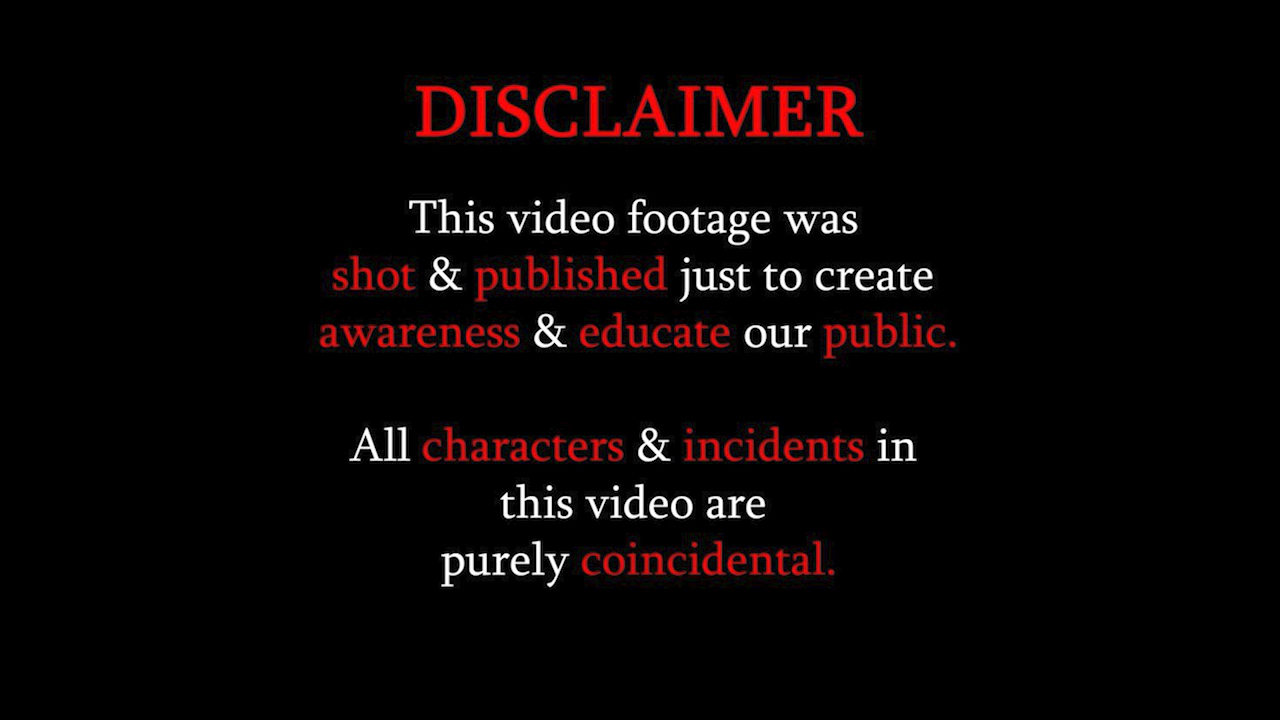 DISCLAIMER
This video footage was
shot & published just to create
awareness & educate our public.
All characters & incidents in
this video are
purely coincidental.